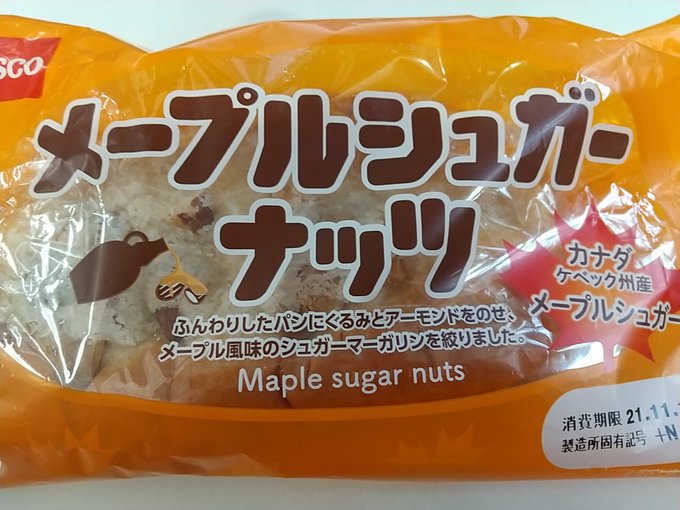 SCO
メープルシュガー
ナッツ
カナダ
ケベック州産
メープルシュガー
ふんわりしたパンにくるみとアーモンドをのせ、
メープル風味のシュガーマーガリンを絞りました。
Maple sugar nuts
消費期限 21.11.
製造所固有記号 +N